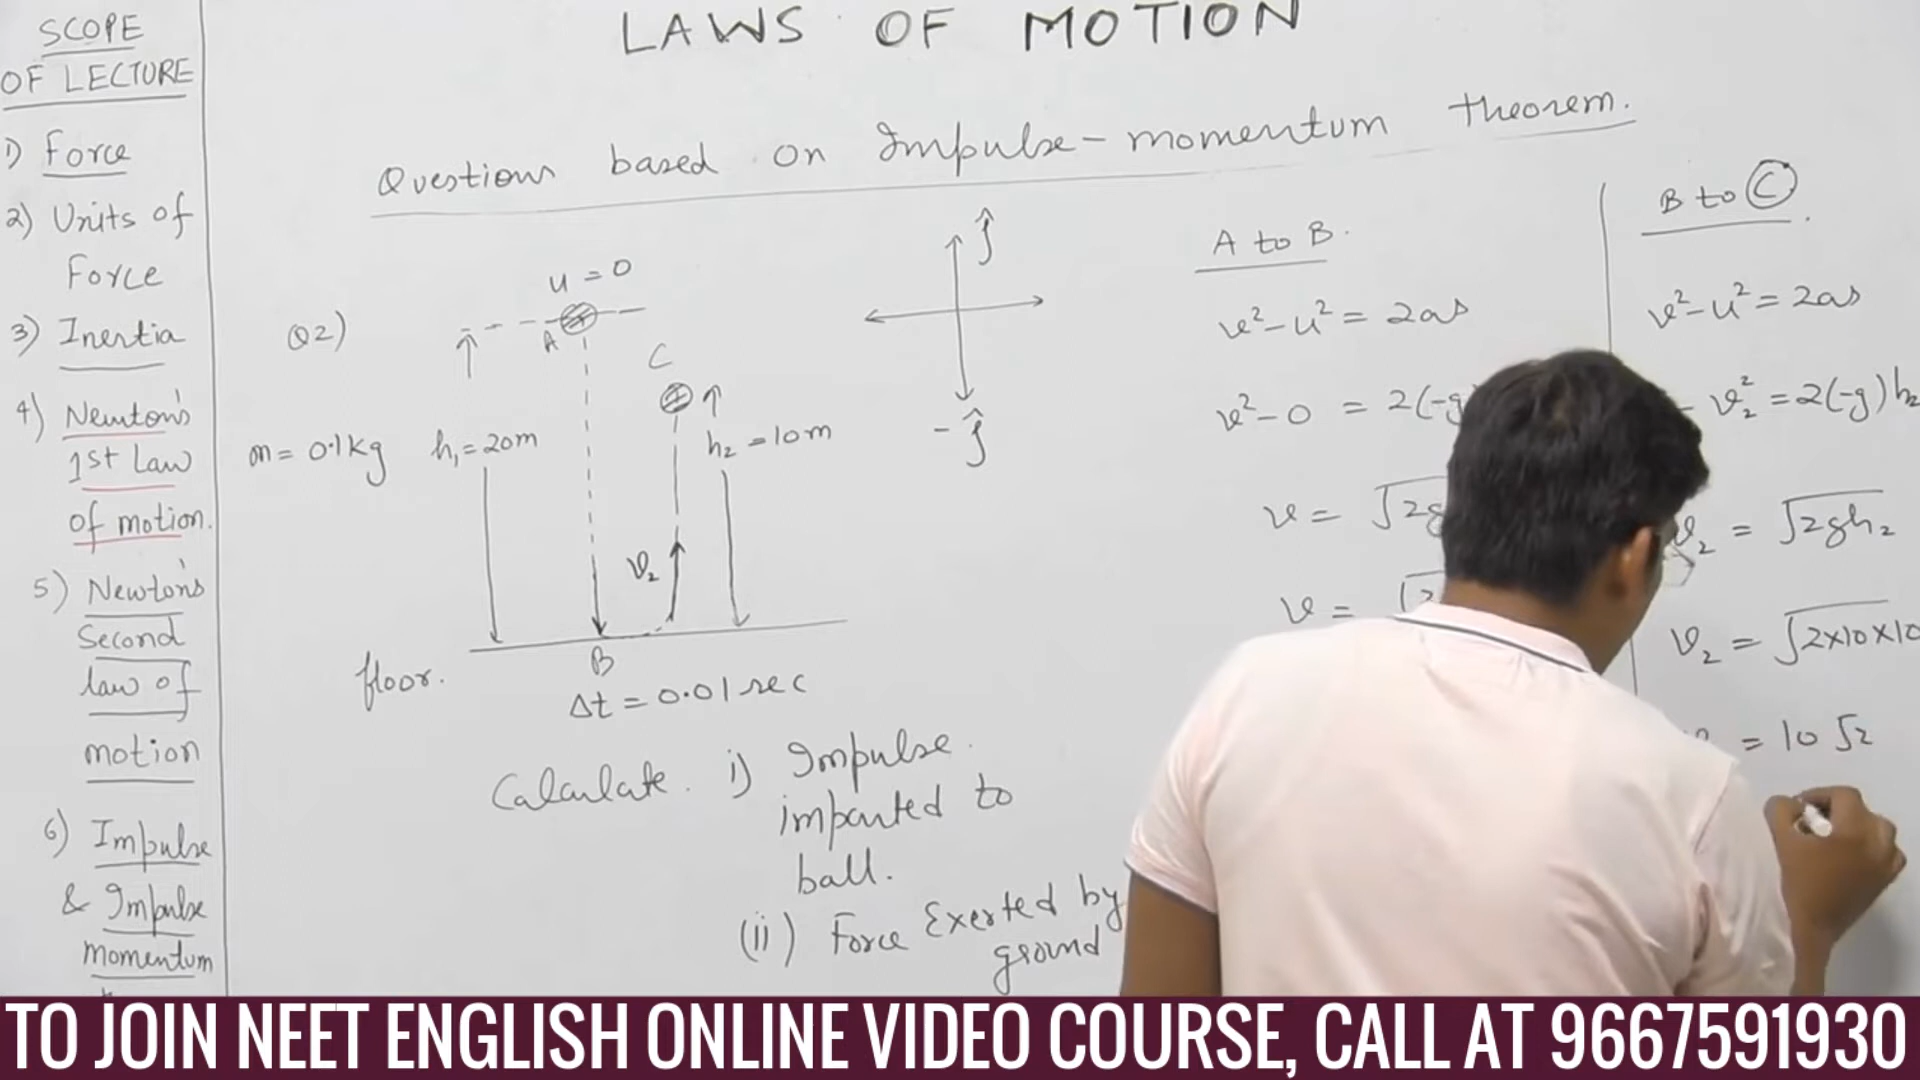 SCOPE
OF LECTURE
1) Force
2) Units of
Force
3) Inertia
4) Newton's
1st Law
of motion.
5) Newton's
Second
law of
motion
6) Impulse
& Impulse
momentum
LAWS OF MOTION
Questions based on Impulse-momentum theorem.
Q2)
u = 0
A
C
m = 0.1kg
h₁ = 20m
h₂ = 10m
v₂
floor.
B
Δt = 0.01 sec
ĵ
-ĵ
Calculate. i) Impulse.
imparted to
ball.
(ii) Force Exerted by
ground
A to B.
v² - u² = 2as
v² - 0 = 2(-g
v = √2g
v =
B to C.
v² - u² = 2as
- v₂² = 2(-g)h₂
v₂ = √2gh₂
v₂ = √2×10×10
= 10√2
TO JOIN NEET ENGLISH ONLINE VIDEO COURSE, CALL AT 9667591930